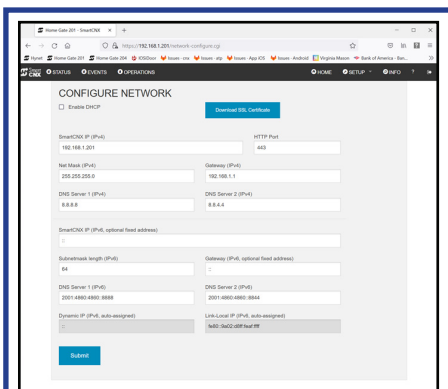 Home Gate 201 - SmartCNX
https://192.168.1.201/network-configure.cgi
Hynet Home Gate 201 Home Gate 204 IOSIDocr Issues · cnx Issues · atp Issues · App iOS Issues · Android Virginia Mason Bank of America - Ban...
Smart CNX STATUS EVENTS OPERATIONS HOME SETUP INFO ?
CONFIGURE NETWORK
Enable DHCP
Download SSL Certificate
SmartCNX IP (IPv4) HTTP Port
192.168.1.201 443
Net Mask (IPv4) Gateway (IPv4)
255.255.255.0 192.168.1.1
DNS Server 1 (IPv4) DNS Server 2 (IPv4)
8.8.8.8 8.8.4.4
SmartCNX IP (IPv6, optional fixed address)
::
Subnetmask length (IPv6) Gateway (IPv6, optional fixed address)
64 ::
DNS Server 1 (IPv6) DNS Server 2 (IPv6)
2001:4860:4860::8888 2001:4860:4860::8844
Dynamic IP (IPv6, auto-assigned) Link-Local IP (IPv6, auto-assigned)
::
Submit